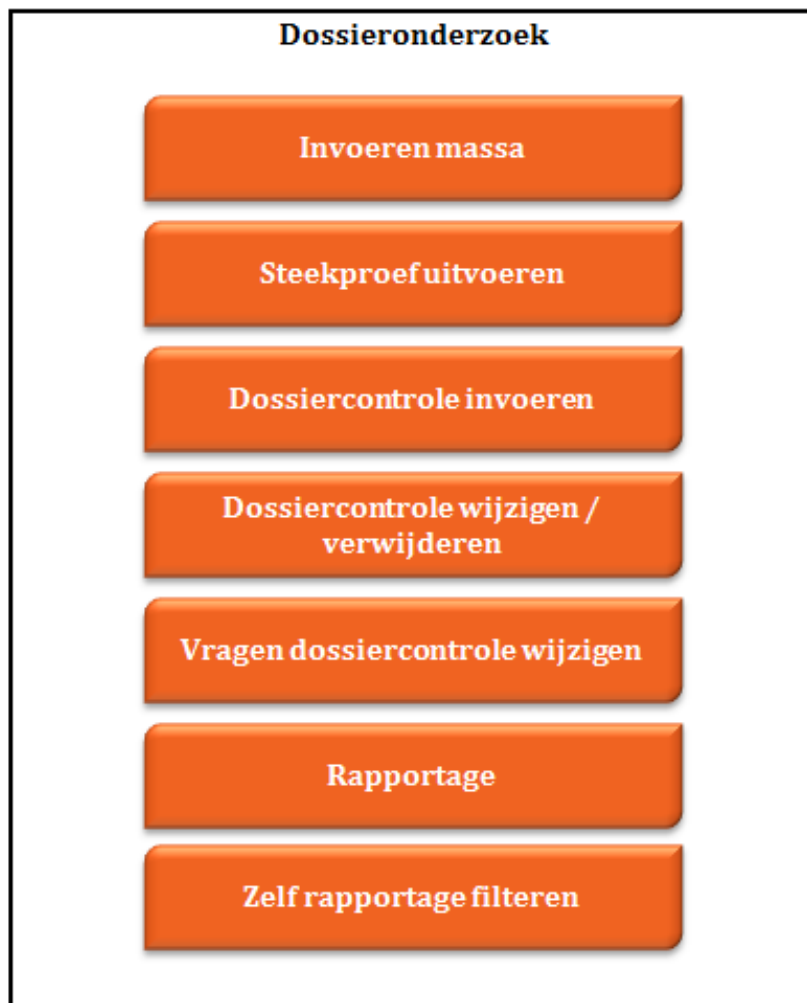 Dossieronderzoek
Invoeren massa
Steekproef uitvoeren
Dossiercontrole invoeren
Dossiercontrole wijzigen /
verwijderen
Vragen dossiercontrole wijzigen
Rapportage
Zelf rapportage filteren